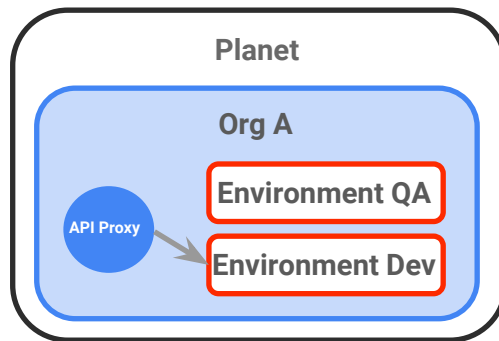 Planet
Org A
Environment QA
API Proxy
Environment Dev